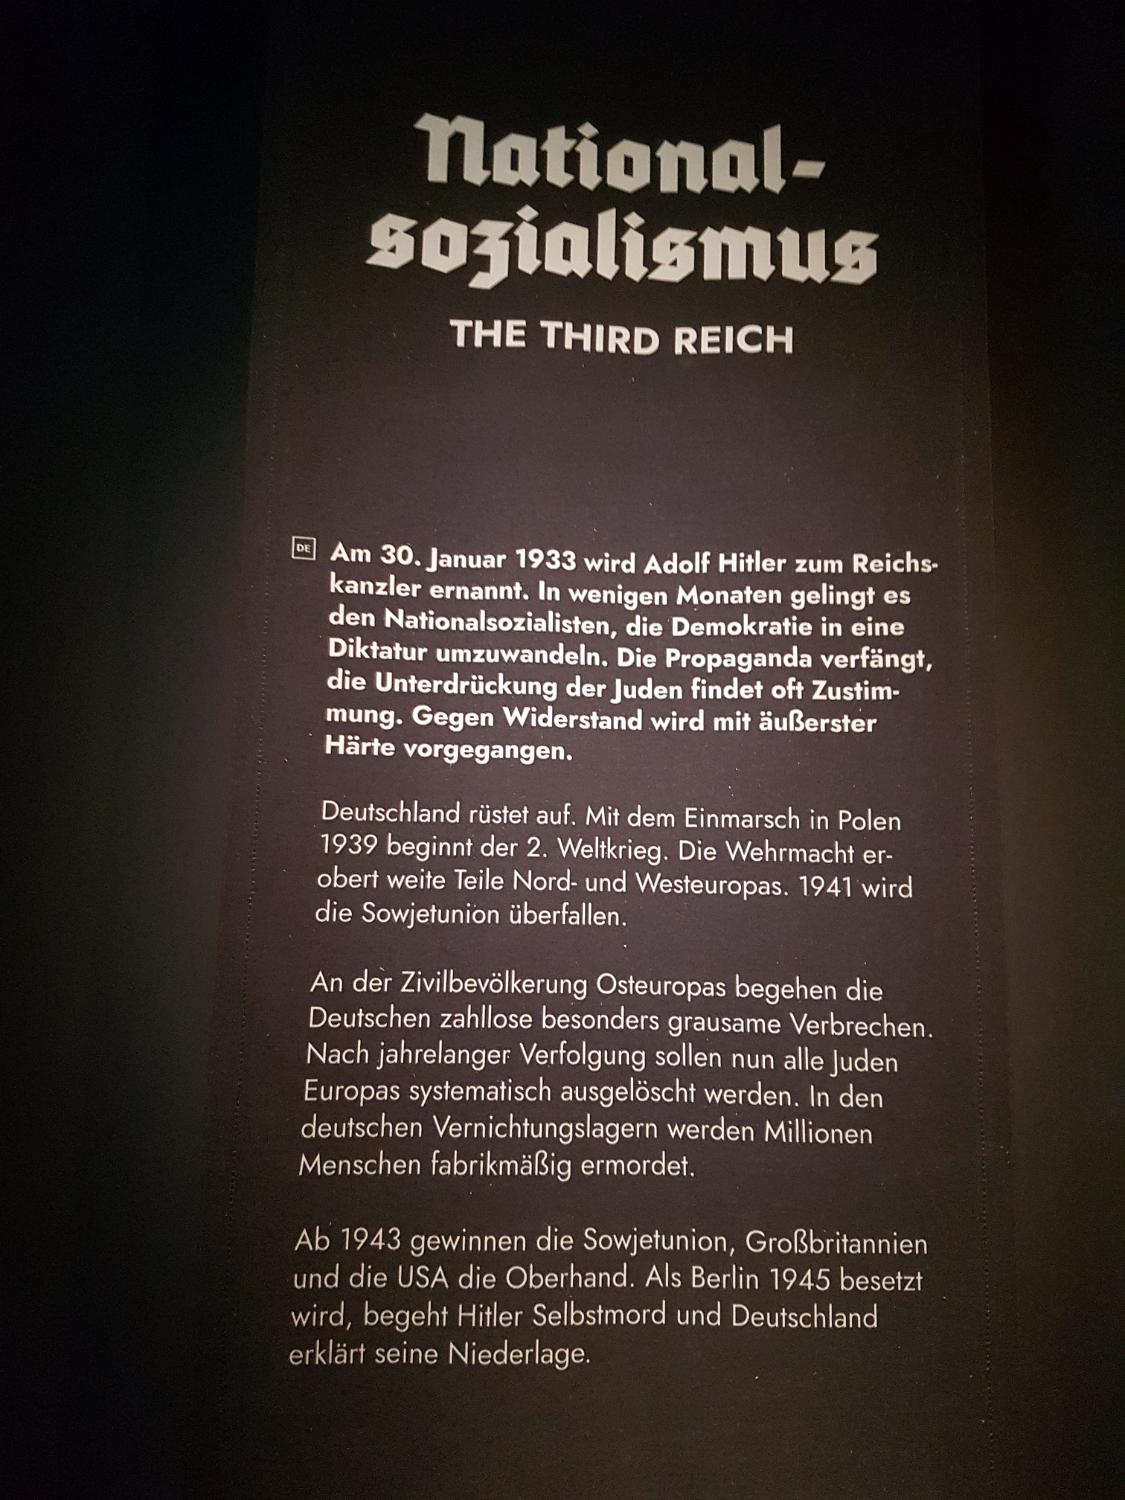 National-
sozialismus
THE THIRD REICH
DE
Am 30. Januar 1933 wird Adolf Hitler zum Reichs-
kanzler ernannt. In wenigen Monaten gelingt es
den Nationalsozialisten, die Demokratie in eine
Diktatur umzuwandeln. Die Propaganda verfängt,
die Unterdrückung der Juden findet oft Zustim-
mung. Gegen Widerstand wird mit äußerster
Härte vorgegangen.
Deutschland rüstet auf. Mit dem Einmarsch in Polen
1939 beginnt der 2. Weltkrieg. Die Wehrmacht er-
obert weite Teile Nord- und Westeuropas. 1941 wird
die Sowjetunion überfallen.
An der Zivilbevölkerung Osteuropas begehen die
Deutschen zahllose besonders grausame Verbrechen.
Nach jahrelanger Verfolgung sollen nun alle Juden
Europas systematisch ausgelöscht werden. In den
deutschen Vernichtungslagern werden Millionen
Menschen fabrikmäßig ermordet.
Ab 1943 gewinnen die Sowjetunion, Großbritannien
und die USA die Oberhand. Als Berlin 1945 besetzt
wird, begeht Hitler Selbstmord und Deutschland
erklärt seine Niederlage.